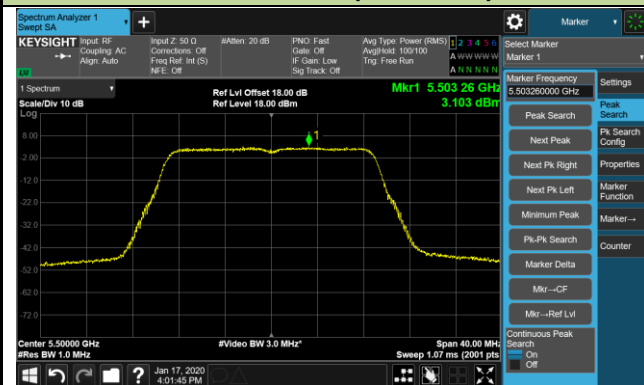 Spectrum Analyzer 1
Swept SA
+
Marker
KEYSIGHT
Input: RF
Coupling: AC
Align: Auto
Input Z: 50 Ω
Corrections: Off
Freq Ref: Int (S)
NFE: Off
#Atten: 20 dB
PNO: Fast
Gate: Off
IF Gain: Low
Sig Track: Off
Avg Type: Power (RMS)
Avg|Hold: 100/100
Trig: Free Run
1 2 3 4 5 6
A W W W W W
A N N N N N
LXI
Select Marker
Marker 1
1 Spectrum
Scale/Div 10 dB
Log
Ref Lvl Offset 18.00 dB
Ref Level 18.00 dBm
Mkr1 5.503 26 GHz
3.103 dBm
1
8.00
-2.00
-12.0
-22.0
-32.0
-42.0
-52.0
-62.0
-72.0
Center 5.50000 GHz
#Res BW 1.0 MHz
#Video BW 3.0 MHz*
Span 40.00 MHz
Sweep 1.07 ms (2001 pts)
Marker Frequency
5.503260000 GHz
Peak Search
Next Peak
Next Pk Right
Next Pk Left
Minimum Peak
Pk-Pk Search
Marker Delta
Mkr→CF
Mkr→Ref Lvl
Continuous Peak
Search
On
Off
Settings
Peak
Search
Pk Search
Config
Properties
Marker
Function
Marker→
Counter
?
Jan 17, 2020
4:01:45 PM